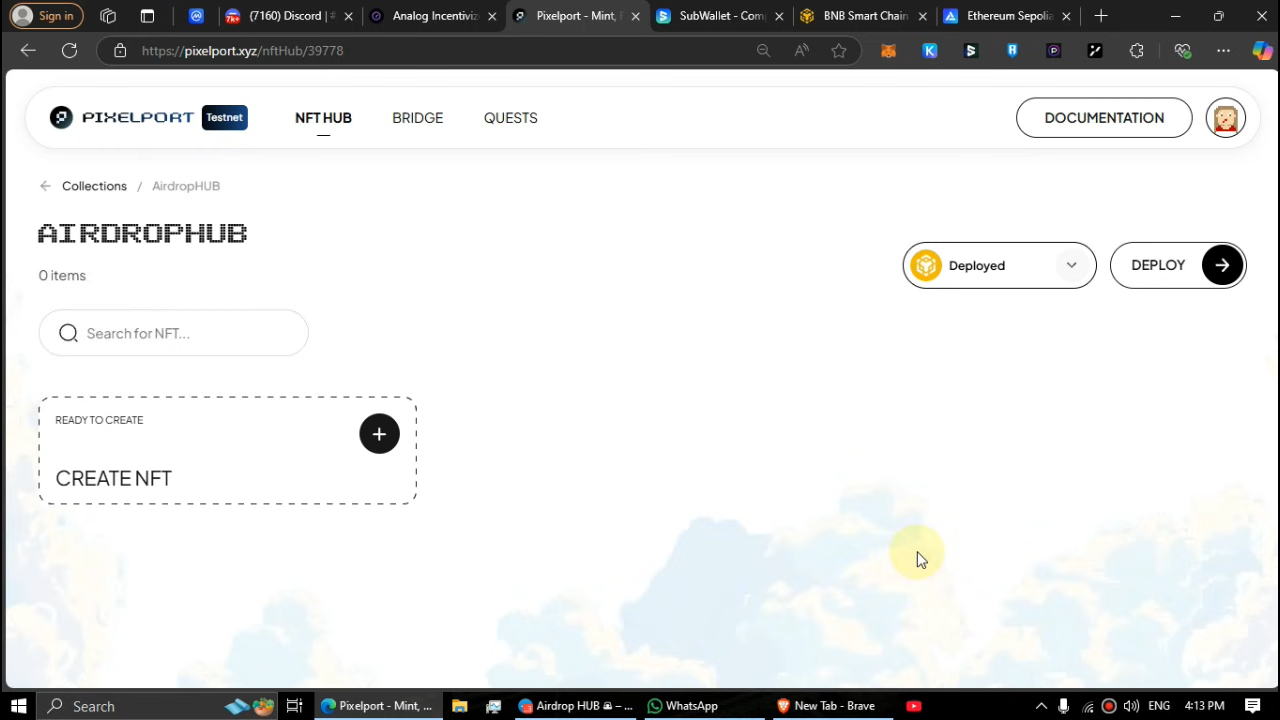 Sign in
(7160) Discord | #
Analog Incentiviz
Pixelport - Mint, F
SubWallet - Comp
BNB Smart Chain
Ethereum Sepolia
https://pixelport.xyz/nftHub/39778
PIXELPORT
Testnet
NFT HUB
BRIDGE
QUESTS
DOCUMENTATION
Collections / AirdropHUB
AIRDROPHUB
0 items
Deployed
DEPLOY
Search for NFT...
READY TO CREATE
CREATE NFT
Search
Pixelport - Mint, ...
Airdrop HUB 🕋 – ...
WhatsApp
New Tab - Brave
ENG
4:13 PM